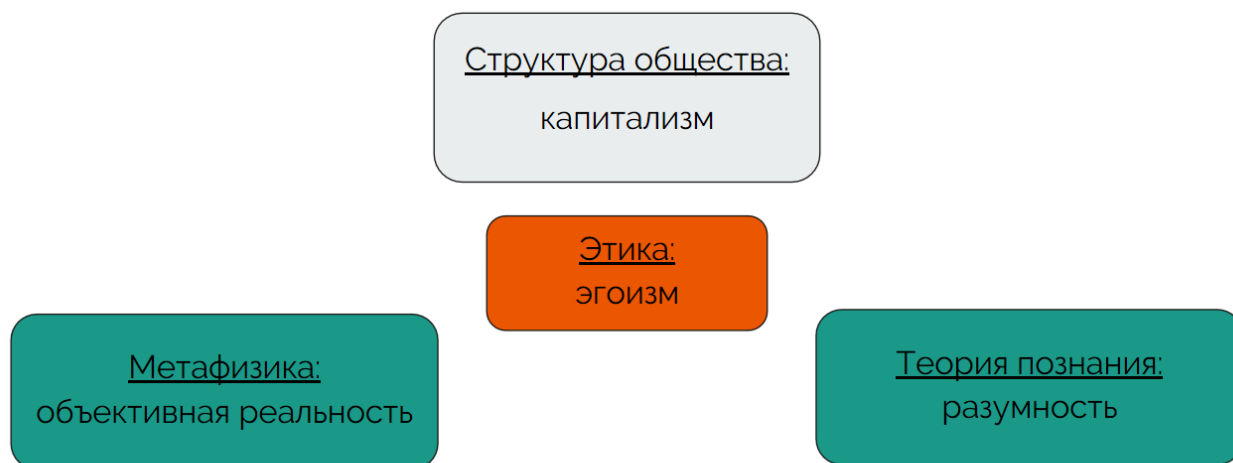 Структура общества:
капитализм
Этика:
эгоизм
Метафизика:
объективная реальность
Теория познания:
разумность